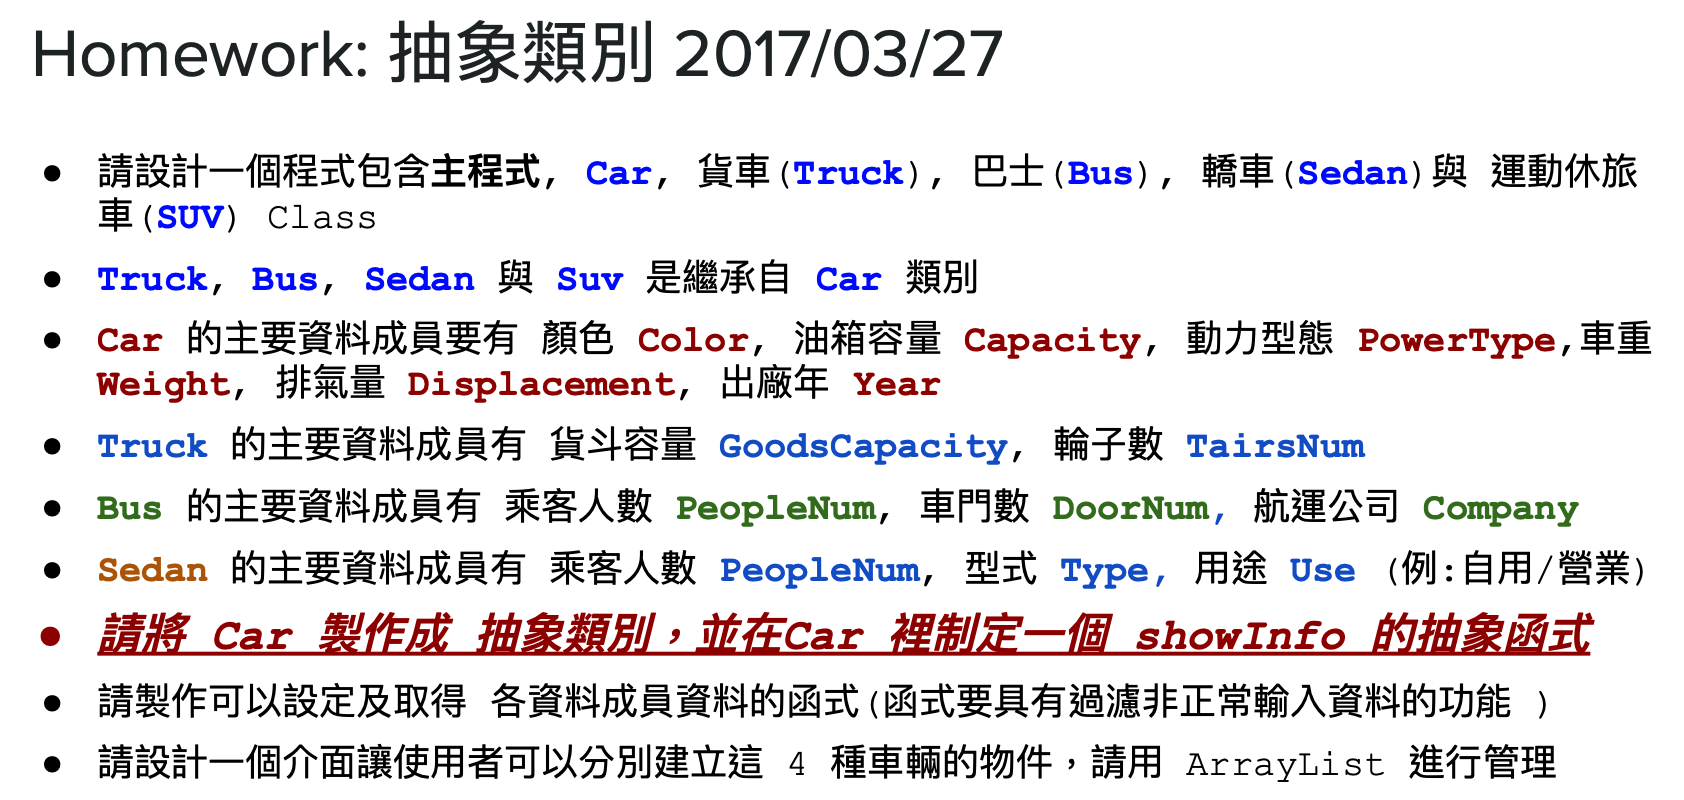 Homework: 抽象類別 2017/03/27
● 請設計一個程式包含主程式, Car, 貨車(Truck), 巴士(Bus), 轎車(Sedan)與 運動休旅
車(SUV) Class
● Truck, Bus, Sedan 與 Suv 是繼承自 Car 類別
● Car 的主要資料成員要有 顏色 Color, 油箱容量 Capacity, 動力型態 PowerType,車重
Weight, 排氣量 Displacement, 出廠年 Year
● Truck 的主要資料成員有 貨斗容量 GoodsCapacity, 輪子數 TairsNum
● Bus 的主要資料成員有 乘客人數 PeopleNum, 車門數 DoorNum, 航運公司 Company
● Sedan 的主要資料成員有 乘客人數 PeopleNum, 型式 Type, 用途 Use (例:自用/營業)
● 請將 Car 製作成 抽象類別，並在Car 裡制定一個 showInfo 的抽象函式
● 請製作可以設定及取得 各資料成員資料的函式(函式要具有過濾非正常輸入資料的功能 )
● 請設計一個介面讓使用者可以分別建立這 4 種車輛的物件，請用 ArrayList 進行管理